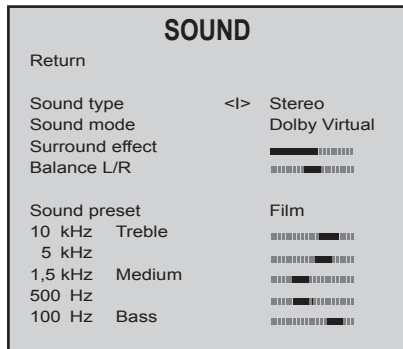 SOUND
Return
Sound type <I> Stereo
Sound mode Dolby Virtual
Surround effect
Balance L/R
Sound preset Film
10 kHz Treble
5 kHz
1,5 kHz Medium
500 Hz
100 Hz Bass